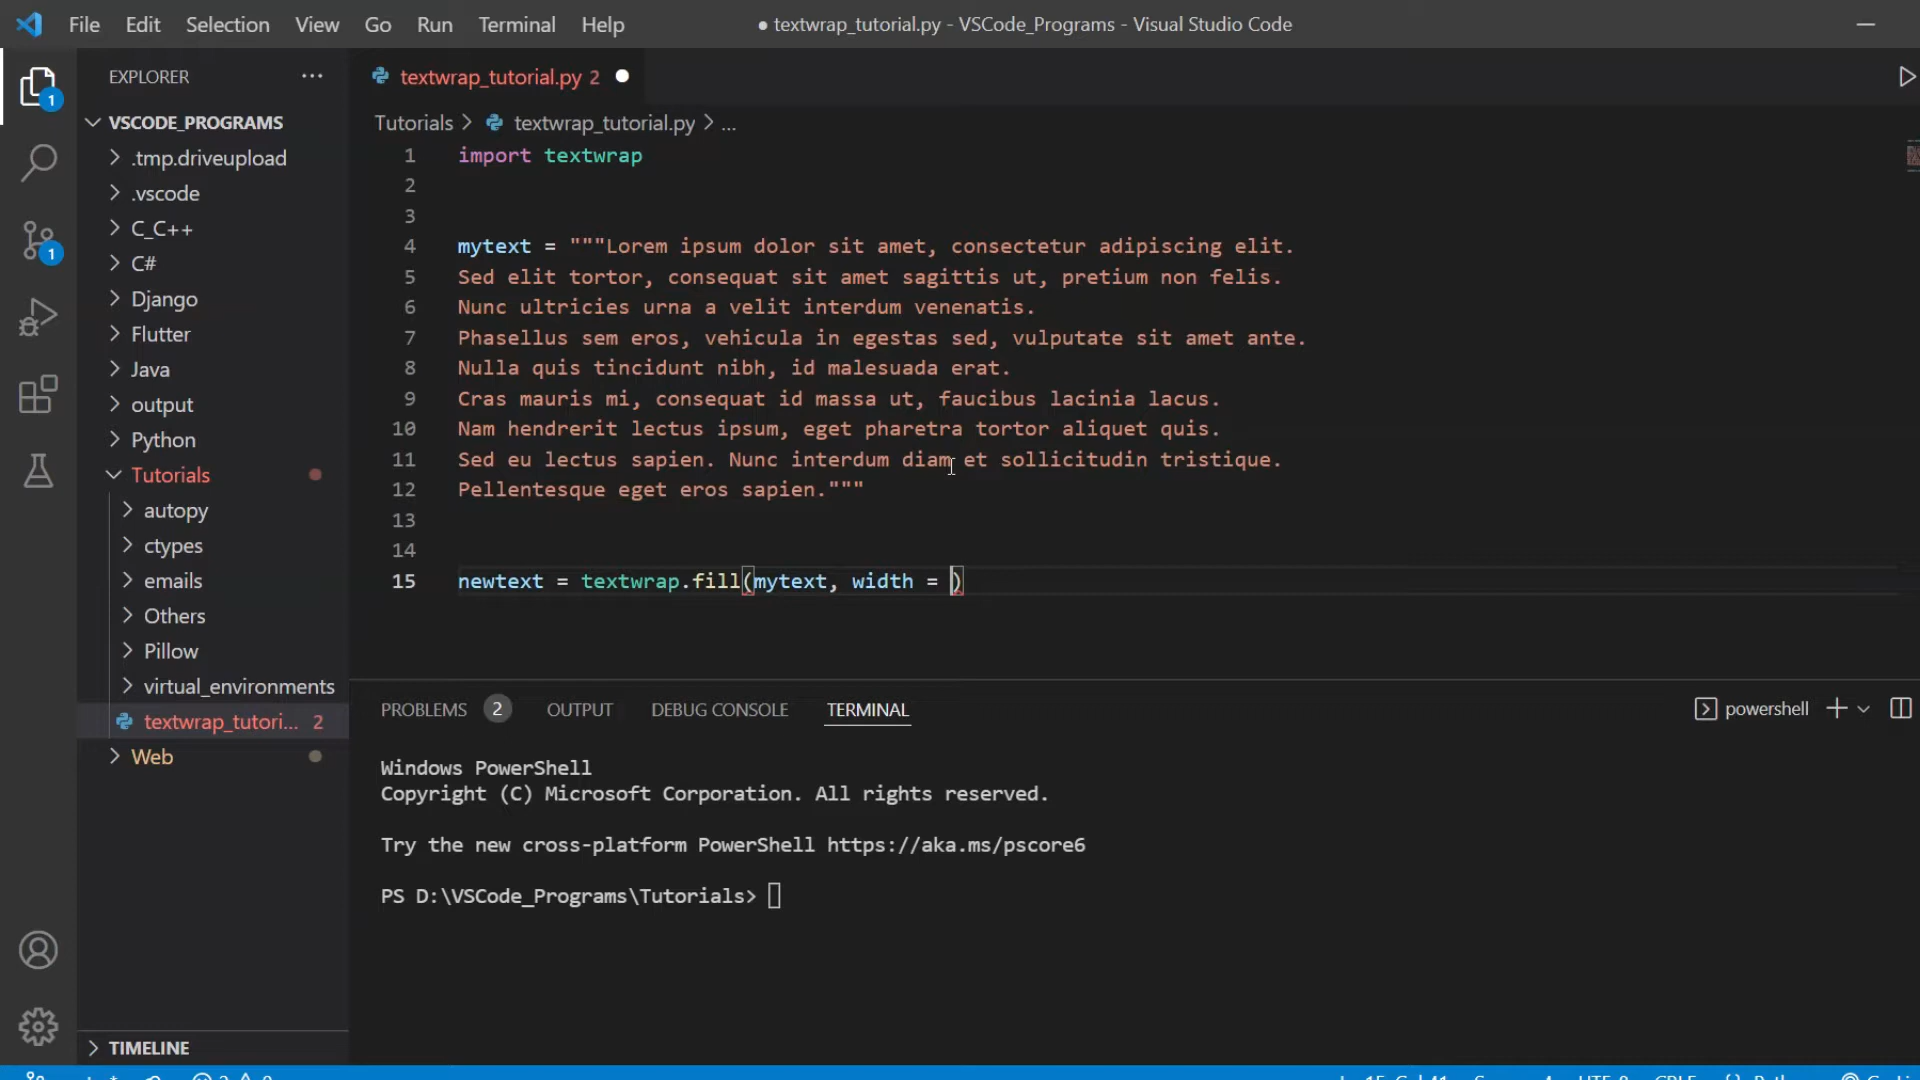 File Edit Selection View Go Run Terminal Help ● textwrap_tutorial.py - VSCode_Programs - Visual Studio Code
EXPLORER ...
textwrap_tutorial.py 2
VSCODE_PROGRAMS
Tutorials > textwrap_tutorial.py > ...
.tmp.driveupload
.vscode
C_C++
C#
Django
Flutter
Java
output
Python
Tutorials
autopy
ctypes
emails
Others
Pillow
virtual_environments
textwrap_tutori... 2
Web
TIMELINE
1
1
1 import textwrap
2
3
4 mytext = """Lorem ipsum dolor sit amet, consectetur adipiscing elit.
5 Sed elit tortor, consequat sit amet sagittis ut, pretium non felis.
6 Nunc ultricies urna a velit interdum venenatis.
7 Phasellus sem eros, vehicula in egestas sed, vulputate sit amet ante.
8 Nulla quis tincidunt nibh, id malesuada erat.
9 Cras mauris mi, consequat id massa ut, faucibus lacinia lacus.
10 Nam hendrerit lectus ipsum, eget pharetra tortor aliquet quis.
11 Sed eu lectus sapien. Nunc interdum diam et sollicitudin tristique.
12 Pellentesque eget eros sapien."""
13
14
15 newtext = textwrap.fill(mytext, width = )
PROBLEMS 2 OUTPUT DEBUG CONSOLE TERMINAL powershell
Windows PowerShell
Copyright (C) Microsoft Corporation. All rights reserved.
Try the new cross-platform PowerShell https://aka.ms/pscore6
PS D:\VSCode_Programs\Tutorials>